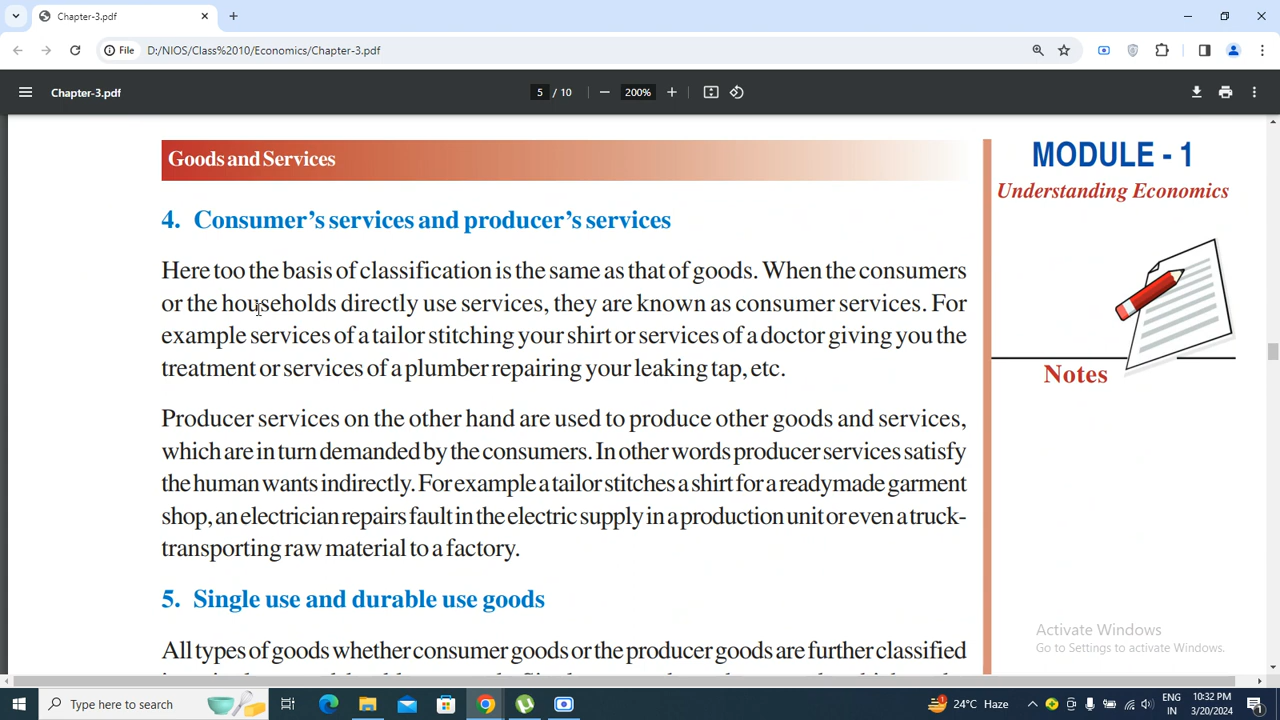 Chapter-3.pdf
File
D:/NIOS/Class%2010/Economics/Chapter-3.pdf
Chapter-3.pdf
5 / 10
200%
Goods and Services
MODULE - 1
Understanding Economics
4. Consumer's services and producer's services
Here too the basis of classification is the same as that of goods. When the consumers
or the households directly use services, they are known as consumer services. For
example services of a tailor stitching your shirt or services of a doctor giving you the
treatment or services of a plumber repairing your leaking tap, etc.
Notes
Producer services on the other hand are used to produce other goods and services,
which are in turn demanded by the consumers. In other words producer services satisfy
the human wants indirectly. For example a tailor stitches a shirt for a readymade garment
shop, an electrician repairs fault in the electric supply in a production unit or even a truck-
transporting raw material to a factory.
5. Single use and durable use goods
All types of goods whether consumer goods or the producer goods are further classified
Activate Windows
Go to Settings to activate Windows.
Type here to search
24°C Haze
ENG
IN
10:32 PM
3/20/2024
1